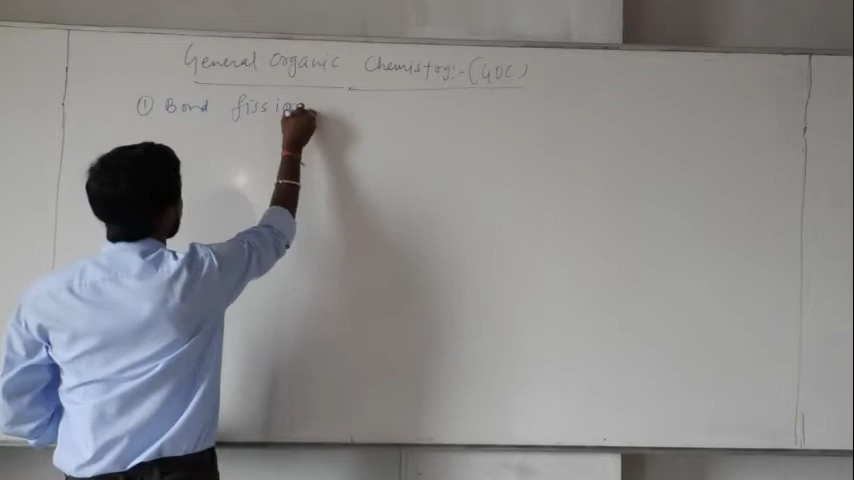 General Organic Chemistry:- (GOC)
① Bond fission